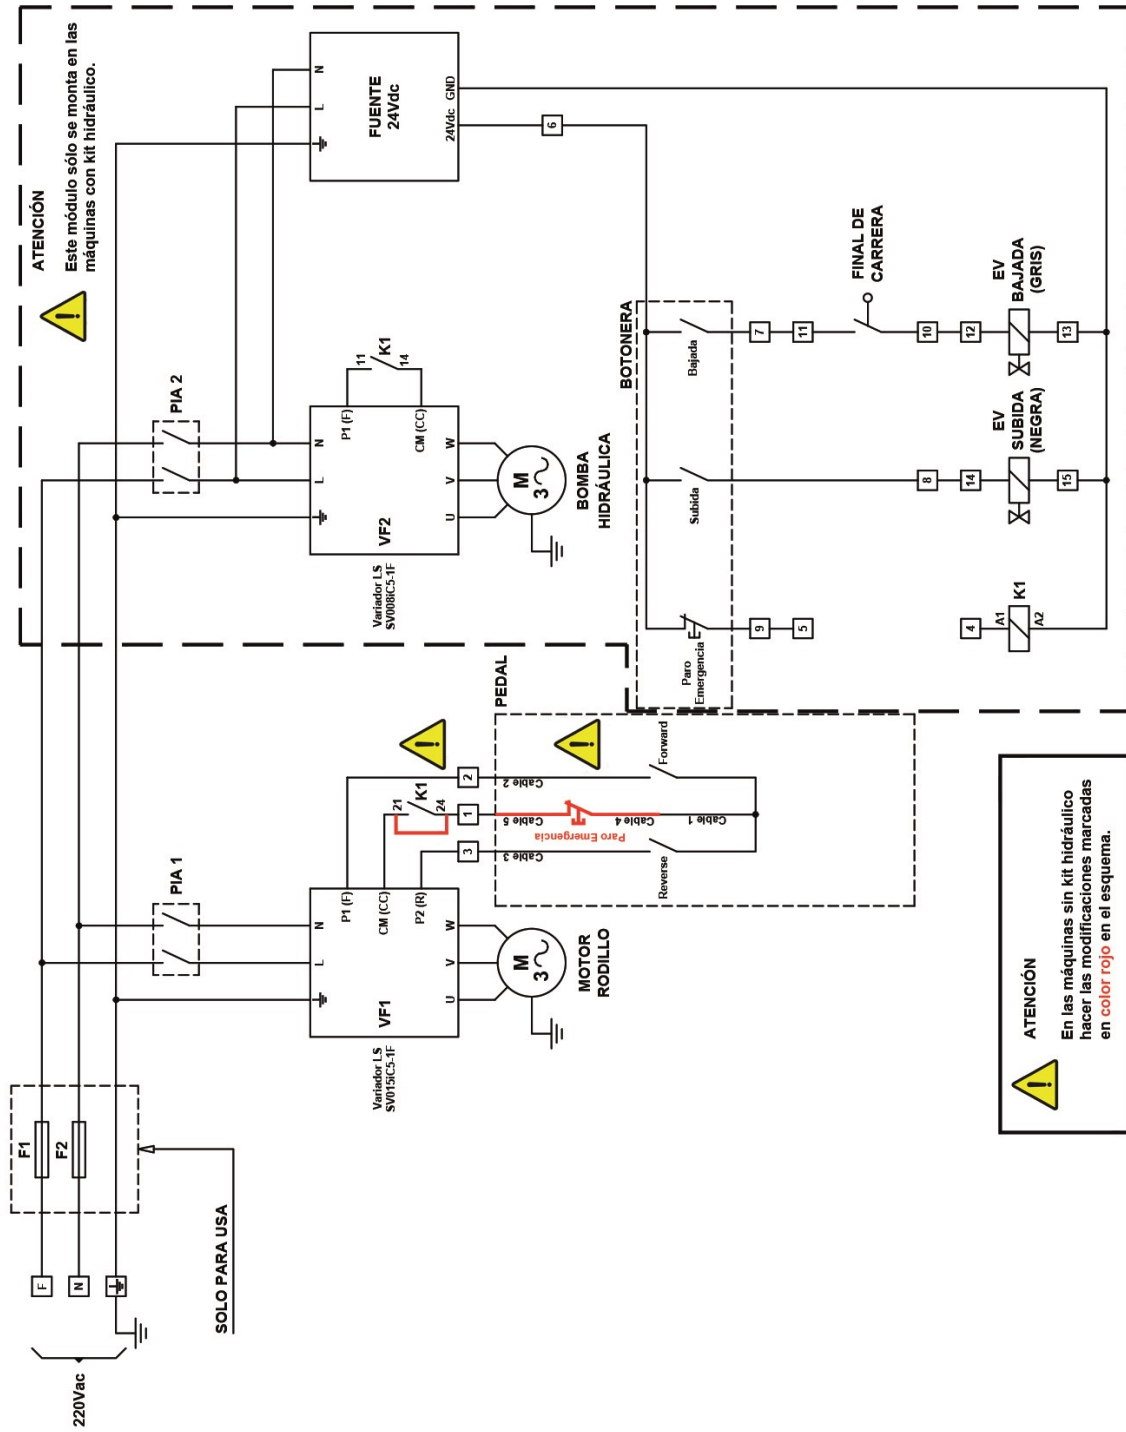 220Vac
F
N
F1
F2
SOLO PARA USA
PIA 1
L
N
VF1
Variador LS
SV015iC5-1F
P1 (F)
CM (CC)
P2 (R)
U
V
W
M
3
MOTOR
RODILLO
21
K1
24
3
1
2
PEDAL
Cable 3
Cable 5
Cable 2
Paro Emergencia
Cable 4
Cable 1
Reverse
Forward
ATENCIÓN
En las máquinas sin kit hidráulico
hacer las modificaciones marcadas
en color rojo en el esquema.
ATENCIÓN
Este módulo sólo se monta en las
máquinas con kit hidráulico.
PIA 2
L
N
VF2
Variador LS
SV008iC5-1F
P1 (F)
CM (CC)
11
K1
14
U
V
W
M
3
BOMBA
HIDRÁULICA
L
N
FUENTE
24Vdc
24Vdc
GND
6
BOTONERA
Paro
Emergencia
Subida
Bajada
9
5
4
A1
K1
A2
8
14
EV
SUBIDA
(NEGRA)
15
7
11
FINAL DE
CARRERA
10
12
EV
BAJADA
(GRIS)
13